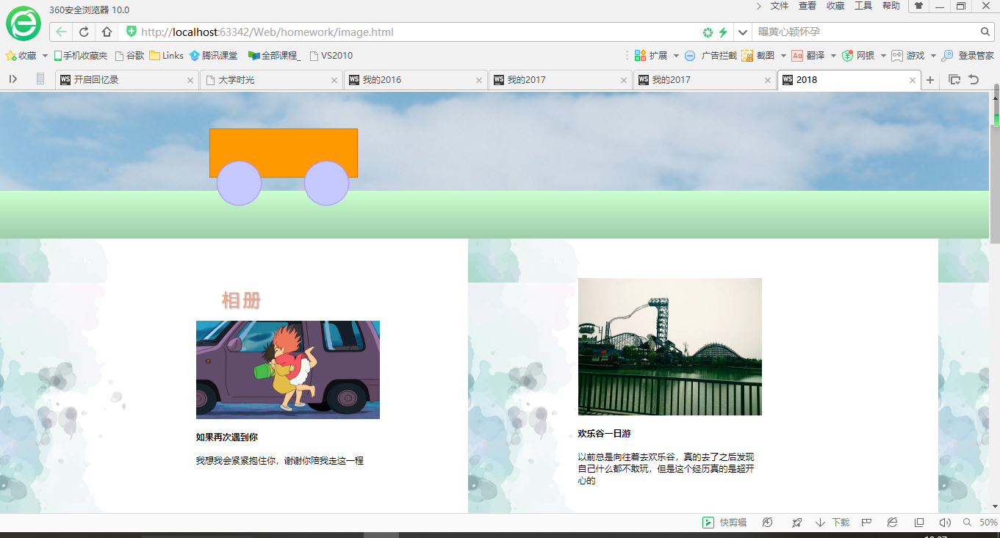 360安全浏览器 10.0
文件 查看 收藏 工具 帮助
http://localhost:63342/Web/homework/image.html
曝黄心颖怀孕
收藏 手机收藏夹 谷歌 Links 腾讯课堂 全部课程_ VS2010
扩展 广告拦截 截图 Aa 翻译 网银 游戏 登录管家
WS 开启回忆录
大学时光
WS 我的2016
WS 我的2017
WS 我的2017
WS 2018
相册
如果再次遇到你
我想我会紧紧抱住你，谢谢你陪我走这一程
欢乐谷一日游
以前总是向往着去欢乐谷，真的去了之后发现
自己什么都不敢玩，但是这个经历真的是超开
心的
快剪辑 下载 50%